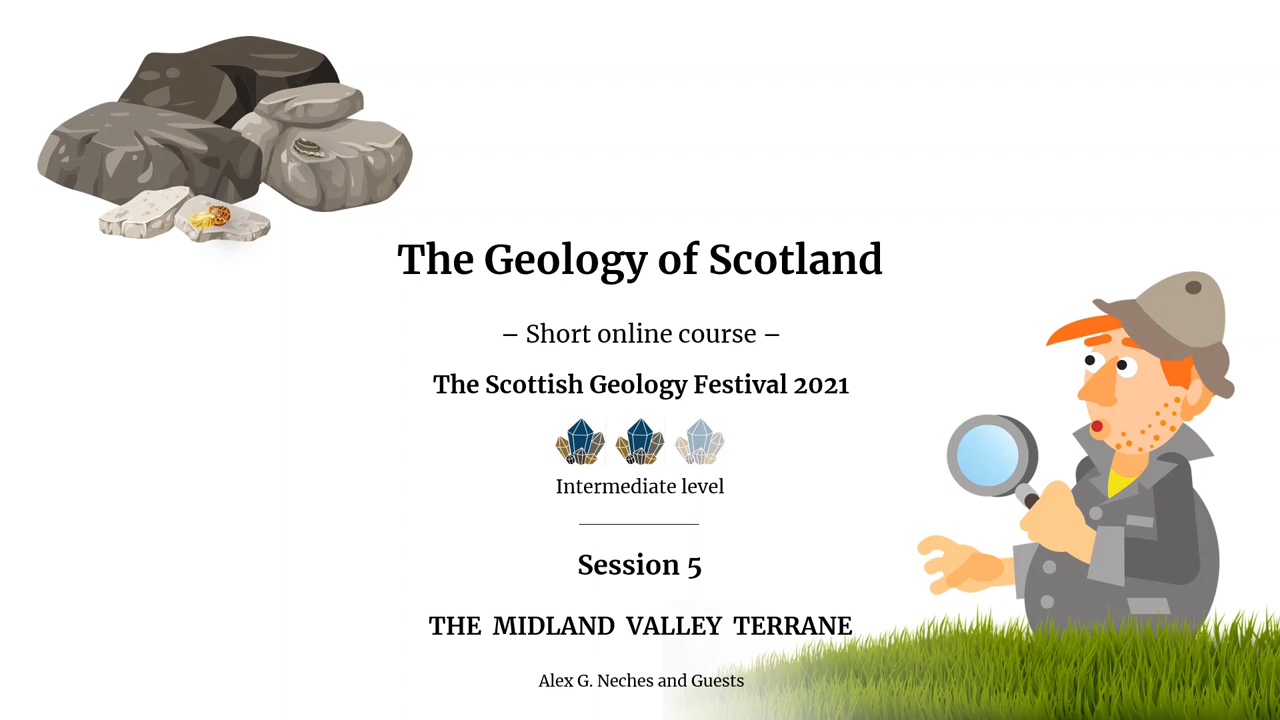 The Geology of Scotland
– Short online course –
The Scottish Geology Festival 2021
Intermediate level
Session 5
THE MIDLAND VALLEY TERRANE
Alex G. Neches and Guests